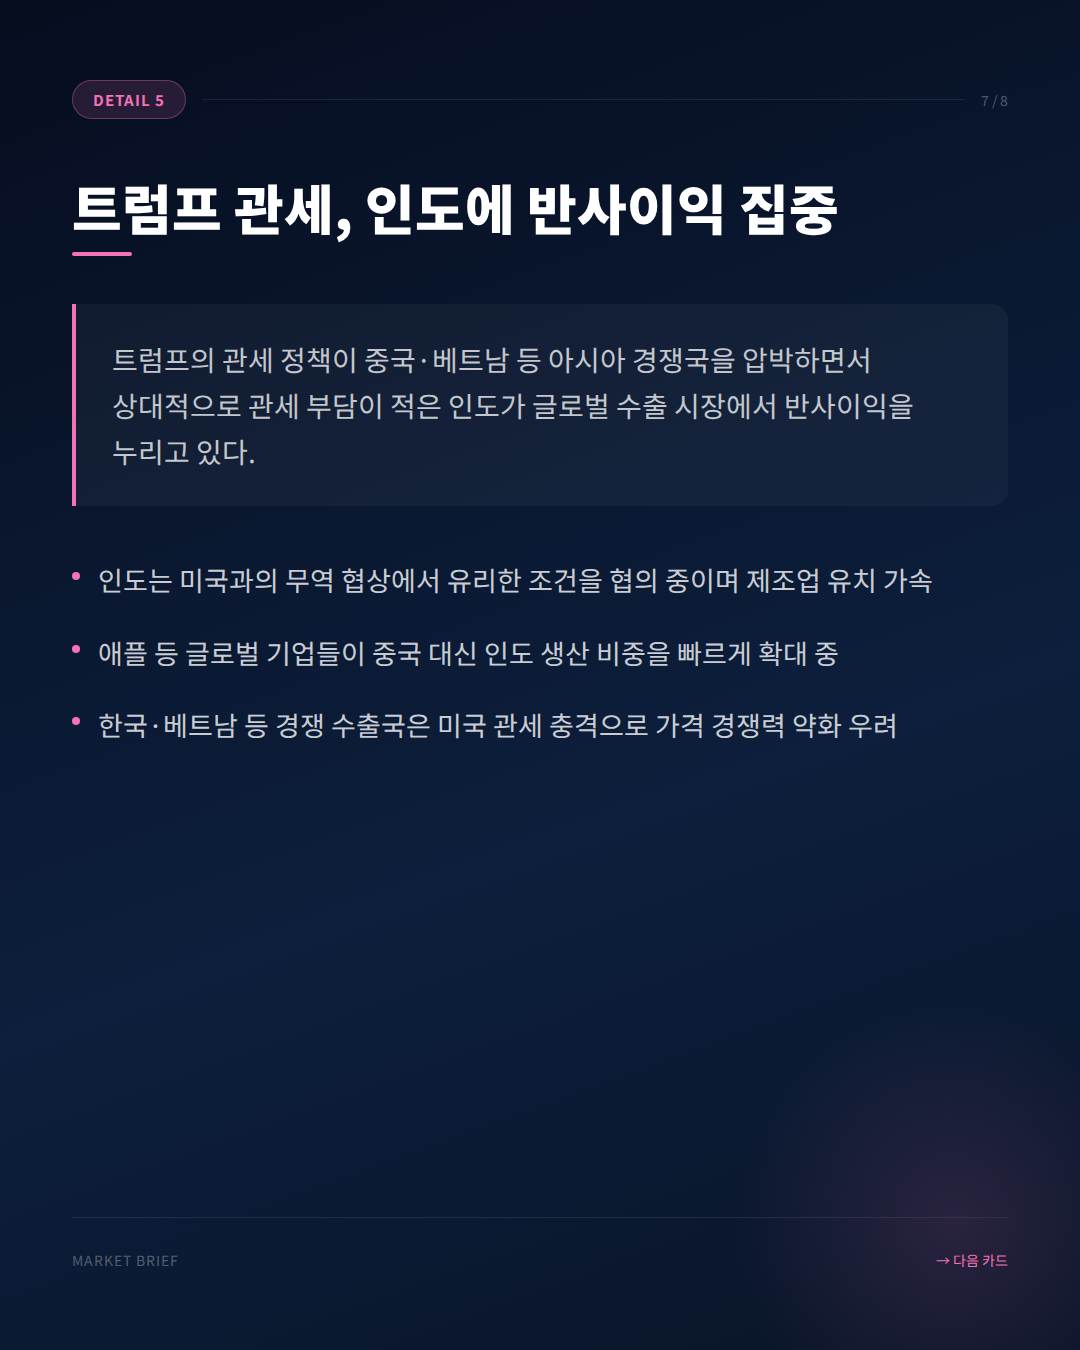 DETAIL 5
7 / 8
트럼프 관세, 인도에 반사이익 집중
트럼프의 관세 정책이 중국·베트남 등 아시아 경쟁국을 압박하면서
상대적으로 관세 부담이 적은 인도가 글로벌 수출 시장에서 반사이익을
누리고 있다.
• 인도는 미국과의 무역 협상에서 유리한 조건을 협의 중이며 제조업 유치 가속
• 애플 등 글로벌 기업들이 중국 대신 인도 생산 비중을 빠르게 확대 중
• 한국·베트남 등 경쟁 수출국은 미국 관세 충격으로 가격 경쟁력 약화 우려
MARKET BRIEF
→ 다음 카드